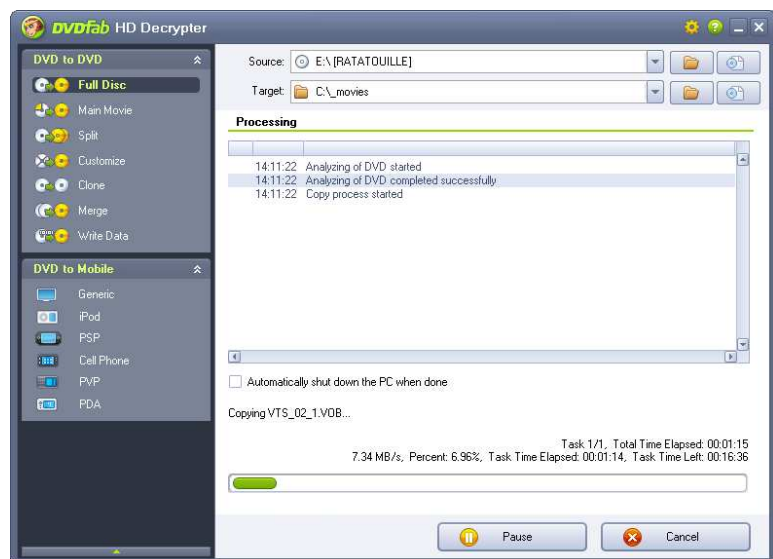 DVDfab HD Decrypter
DVD to DVD
Full Disc
Main Movie
Split
Customize
Clone
Merge
Write Data
DVD to Mobile
Generic
iPod
PSP
Cell Phone
PVP
PDA
Source: E:\ [RATATOUILLE]
Target: C:\_movies
Processing
14:11:22 Analyzing of DVD started
14:11:22 Analyzing of DVD completed successfully
14:11:22 Copy process started
Automatically shut down the PC when done
Copying VTS_02_1.VOB...
Task 1/1, Total Time Elapsed: 00:01:15
7.34 MB/s, Percent: 6.96%, Task Time Elapsed: 00:01:14, Task Time Left: 00:16:36
Pause
Cancel